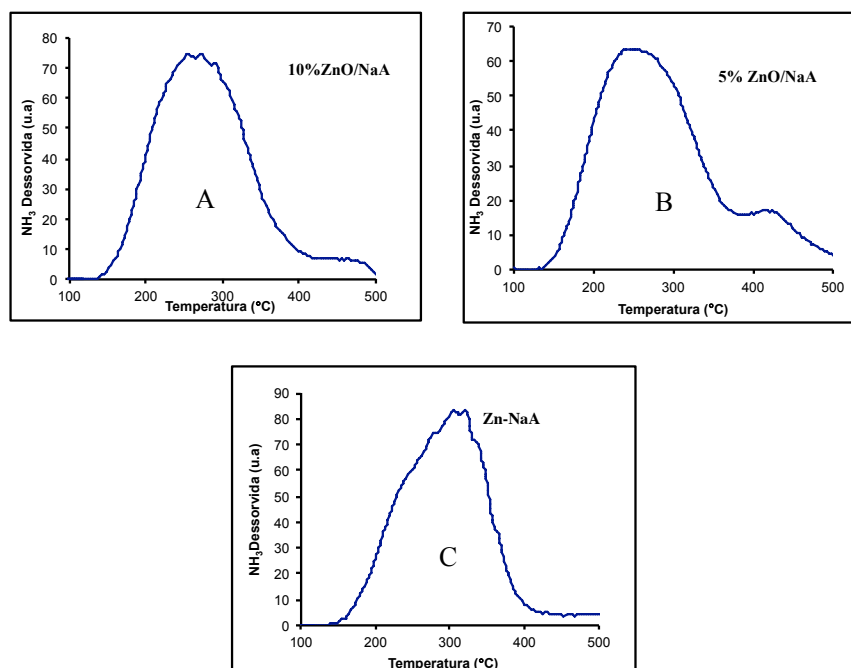 80
70
60
50
40
30
20
10
0
NH3 Dessorvida (u.a)
10%ZnO/NaA
A
100 200 300 400 500
Temperatura (ºC)
70
60
50
40
30
20
10
0
NH3 Dessorvida (u.a)
5% ZnO/NaA
B
100 200 300 400 500
Temperatura (ºC)
90
80
70
60
50
40
30
20
10
0
NH3Dessorvida (u.a)
Zn-NaA
C
100 200 300 400 500
Temperatura (ºC)